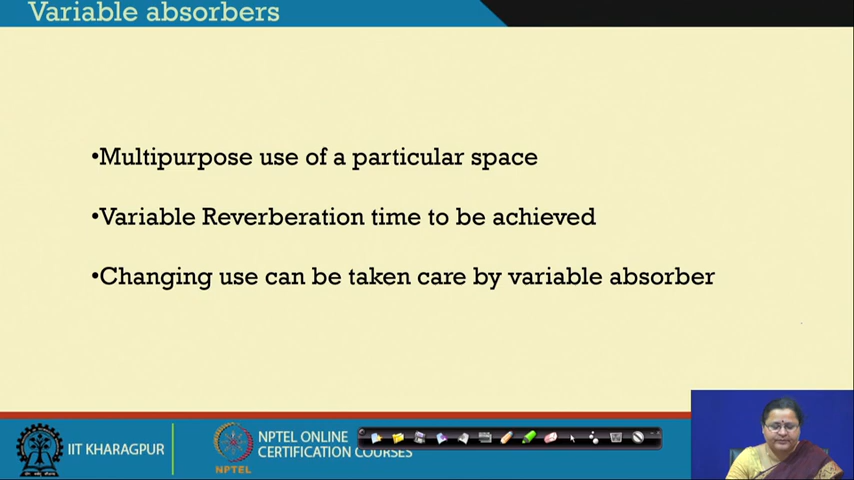 Variable absorbers
•Multipurpose use of a particular space
•Variable Reverberation time to be achieved
•Changing use can be taken care by variable absorber
IIT KHARAGPUR
NPTEL
NPTEL ONLINE
CERTIFICATION COURSES